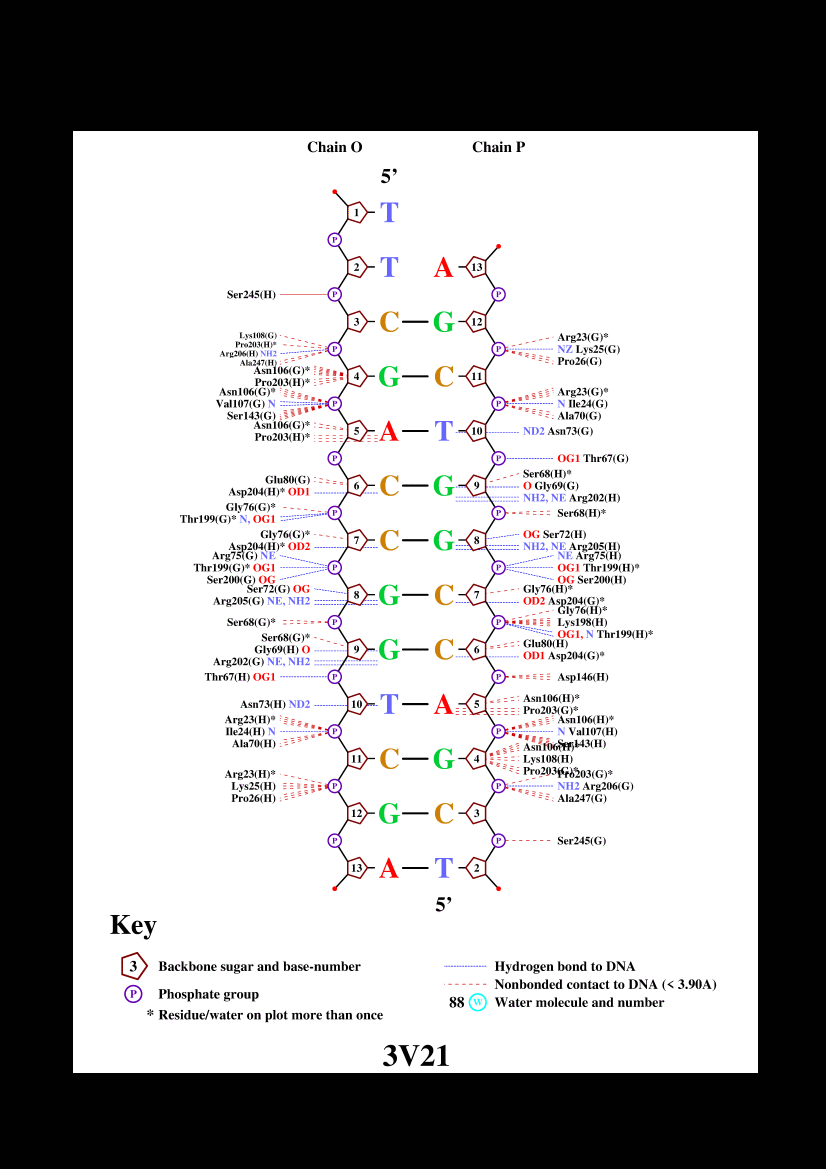 Chain O Chain P
5’
1 T
P
2 T A 13
Ser245(H) P P
3 C G 12
Lys108(G)
Pro203(H)* Arg23(G)*
Arg206(H) NH2 P P NZ Lys25(G)
Ala247(H) Pro26(G)
Asn106(G)*
4 G C 11
Pro203(H)*
Asn106(G)* Arg23(G)*
Val107(G) N P P N Ile24(G)
Ser143(G) Ala70(G)
Asn106(G)*
5 A T 10 ND2 Asn73(G)
Pro203(H)*
P P OG1 Thr67(G)
Glu80(G) Ser68(H)*
6 C G 9 O Gly69(G)
Asp204(H)* OD1 NH2, NE Arg202(H)
Gly76(G)*
P P Ser68(H)*
Thr199(G)* N, OG1
Gly76(G)* OG Ser72(H)
7 C G 8
Asp204(H)* OD2 NH2, NE Arg205(H)
Arg75(G) NE NE Arg75(H)
Thr199(G)* OG1 P P OG1 Thr199(H)*
Ser200(G) OG OG Ser200(H)
Ser72(G) OG Gly76(H)*
8 G C 7
Arg205(G) NE, NH2 OD2 Asp204(G)*
Gly76(H)*
Ser68(G)* P P Lys198(H)
OG1, N Thr199(H)*
Ser68(G)* Glu80(H)
Gly69(H) O 9 G C 6
Arg202(G) NE, NH2 OD1 Asp204(G)*
Thr67(H) OG1 P P Asp146(H)
Asn106(H)*
Asn73(H) ND2 10 T A 5
Pro203(G)*
Arg23(H)* Asn106(H)*
Ile24(H) N P P N Val107(H)
Ala70(H) Ser143(H)
Asn106(H)*
11 C G 4 Lys108(H)
Pro203(G)*
Arg23(H)* Pro203(G)*
Lys25(H) P P NH2 Arg206(G)
Pro26(H) Ala247(G)
12 G C 3
P P Ser245(G)
13 A T 2
5’
Key
3 Backbone sugar and base-number
P Phosphate group
* Residue/water on plot more than once
Hydrogen bond to DNA
Nonbonded contact to DNA (< 3.90A)
88 W Water molecule and number
3V21